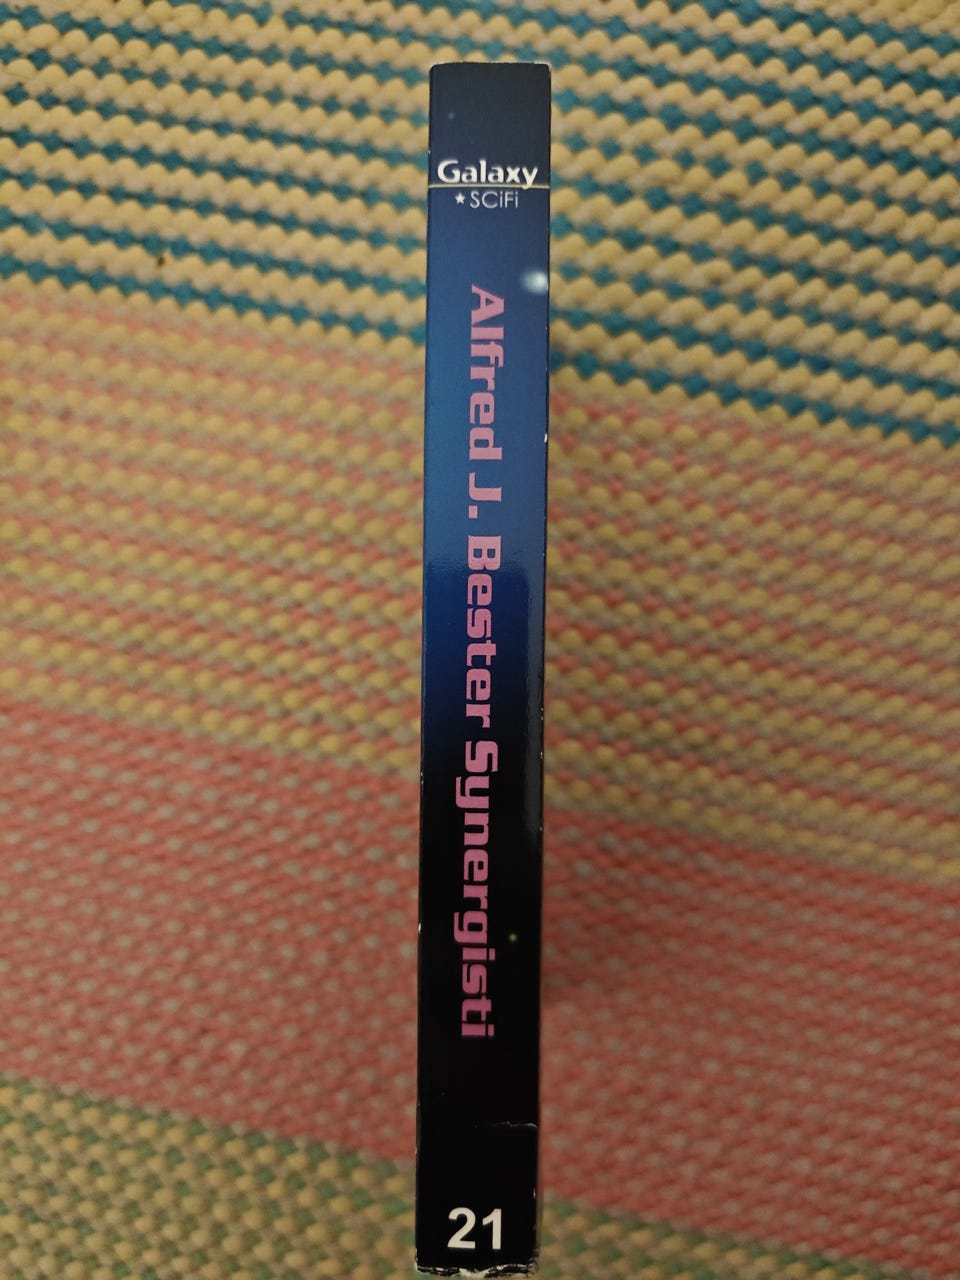 Galaxy
★ SCiFi
Alfred J. Bester Synergisti
21